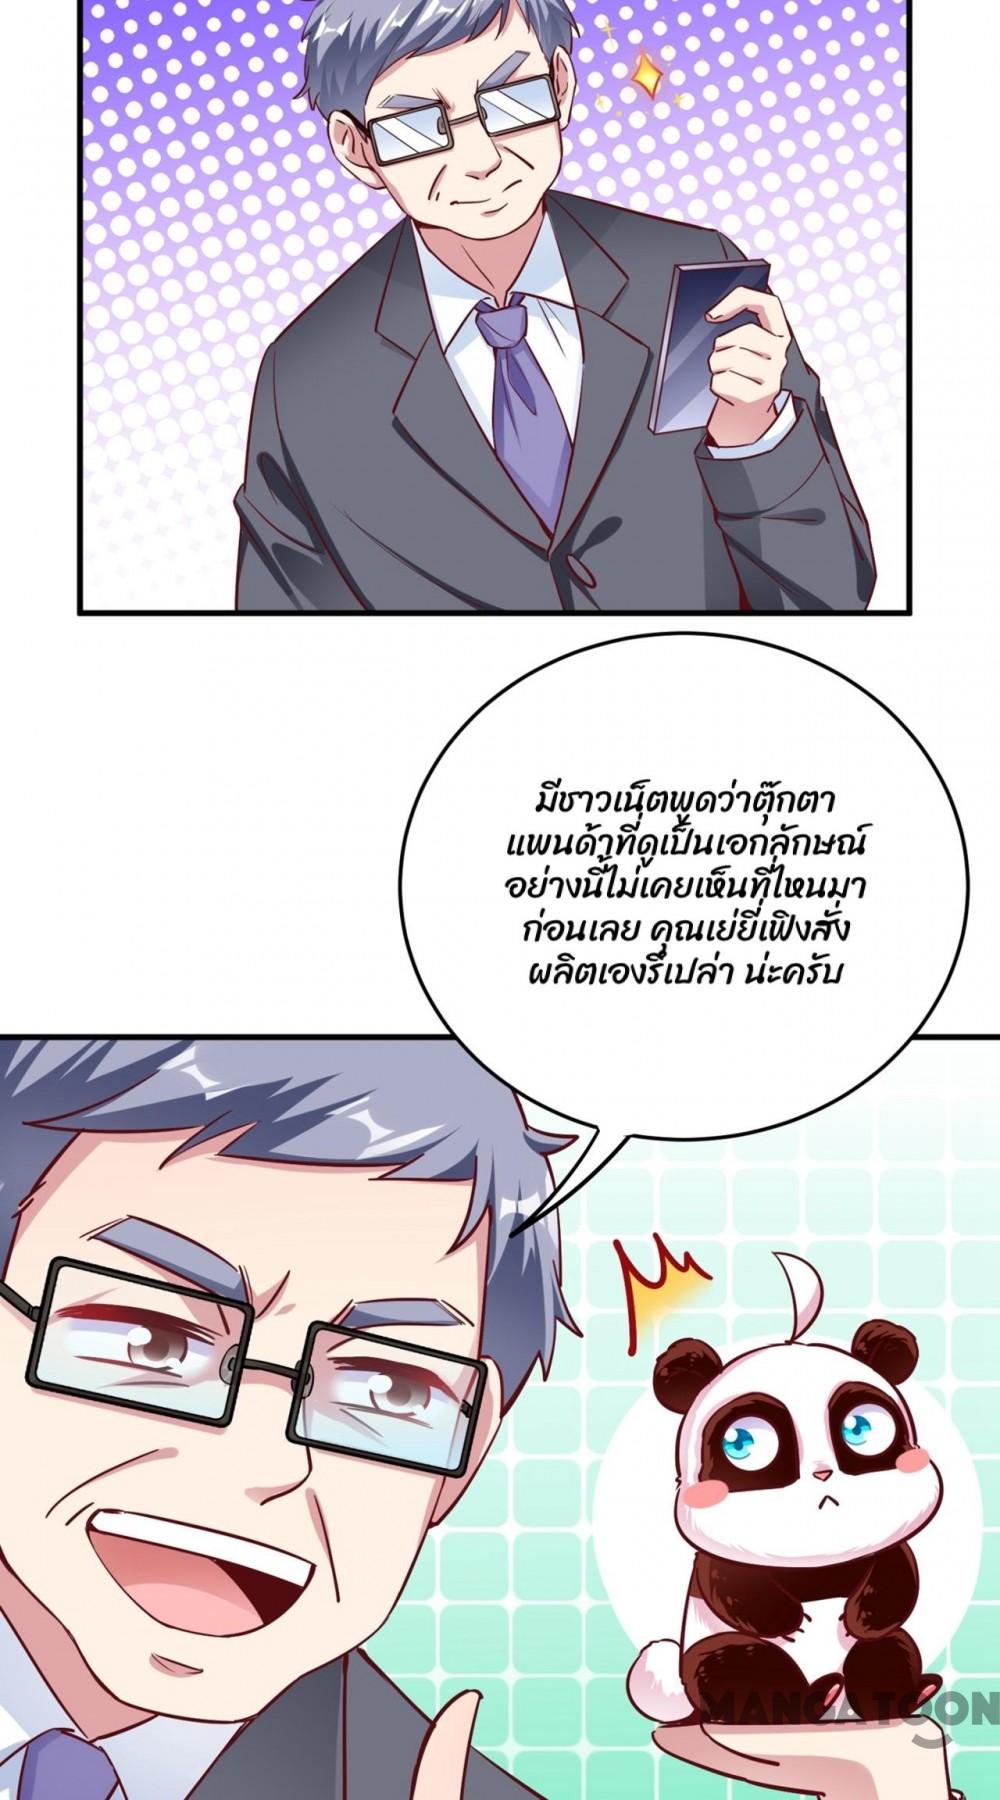 มีชาวเน็ตพูดว่าตุ๊กตา
แพนด้าที่ดูเป็นเอกลักษณ์
อย่างนี้ไม่เคยเห็นที่ไหนมา
ก่อนเลย คุณเย่ยี่เฟิงสั่ง
ผลิตเองรึเปล่า น่ะครับ
MANGATOON